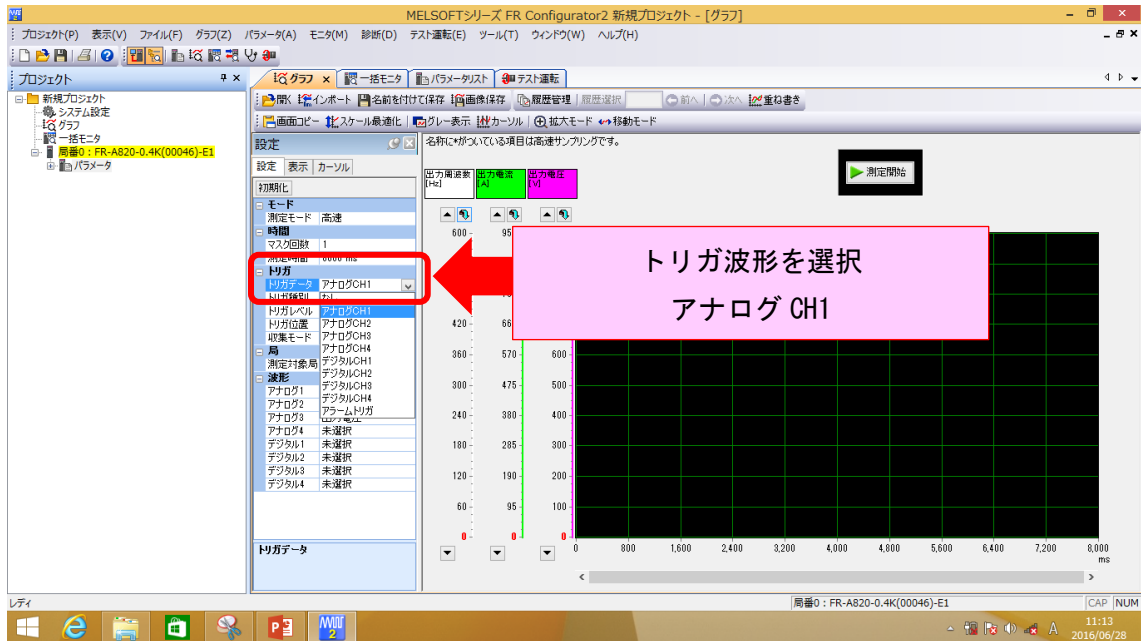 MELSOFTシリーズ FR Configurator2 新規プロジェクト - [グラフ]
プロジェクト(P) 表示(V) ファイル(F) グラフ(Z) パラメータ(A) モニタ(M) 診断(D) テスト運転(E) ツール(T) ウィンドウ(W) ヘルプ(H)
プロジェクト
新規プロジェクト
システム設定
グラフ
一括モニタ
局番0 : FR-A820-0.4K(00046)-E1
パラメータ
グラフ 一括モニタ パラメータリスト テスト運転
開く インポート 名前を付けて保存 画像保存 履歴管理 履歴選択 前へ 次へ 重ね書き
画面コピー スケール最適化 グレー表示 カーソル 拡大モード 移動モード
設定
設定 表示 カーソル
初期化
モード
測定モード 高速
時間
マスク回数 1
トリガ
トリガデータ アナログCH1
トリガ種別 なし
トリガレベル アナログCH1
トリガ位置 アナログCH2
収集モード アナログCH3
局 アナログCH4
測定対象局 デジタルCH1
波形 デジタルCH2
アナログ1 デジタルCH3
アナログ2 デジタルCH4
アナログ3 アラームトリガ
アナログ4 未選択
デジタル1 未選択
デジタル2 未選択
デジタル3 未選択
デジタル4 未選択
トリガデータ
名称に*がついている項目は高速サンプリングです。
出力周波数 出力電流 出力電圧
[Hz] [A] [V]
測定開始
トリガ波形を選択
アナログ CH1
600 95
420 66
360 570 600
300 475 500
240 380 400
180 285 300
120 190 200
60 95 100
0 0 0
0 800 1,600 2,400 3,200 4,000 4,800 5,600 6,400 7,200 8,000
ms
レディ 局番0 : FR-A820-0.4K(00046)-E1 CAP NUM
A 11:13
2016/06/28